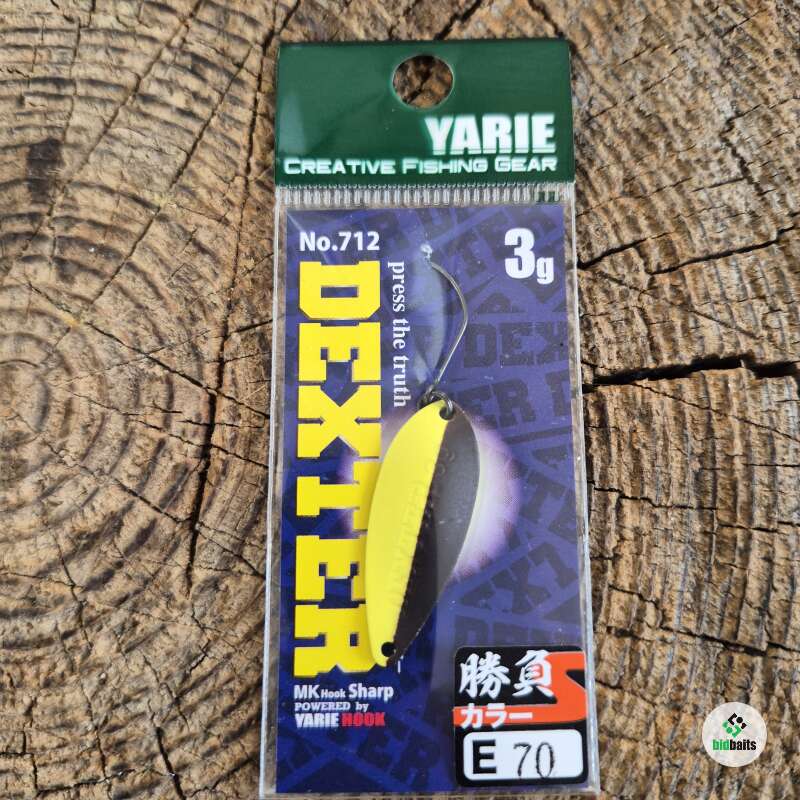 YARIE
CREATIVE FISHING GEAR
No.712
3g
DEXTER
press the truth
MK Hook Sharp
POWERED by
YARIE HOOK
勝負
カラーS
E 70
bidbaits